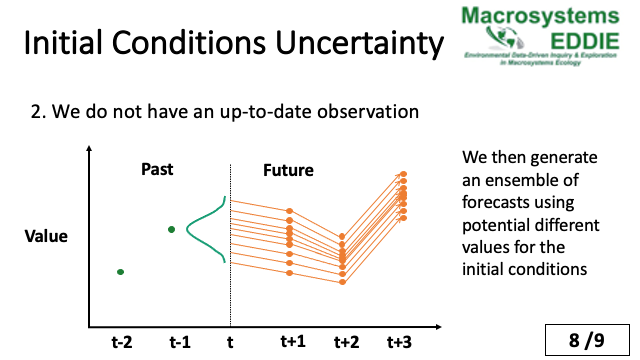 Initial Conditions Uncertainty
Macrosystems
EDDIE
Environmental Data-Driven Inquiry & Exploration
in Macrosystems Ecology
2. We do not have an up-to-date observation
Past
Future
Value
t-2
t-1
t
t+1
t+2
t+3
We then generate
an ensemble of
forecasts using
potential different
values for the
initial conditions
8 /9